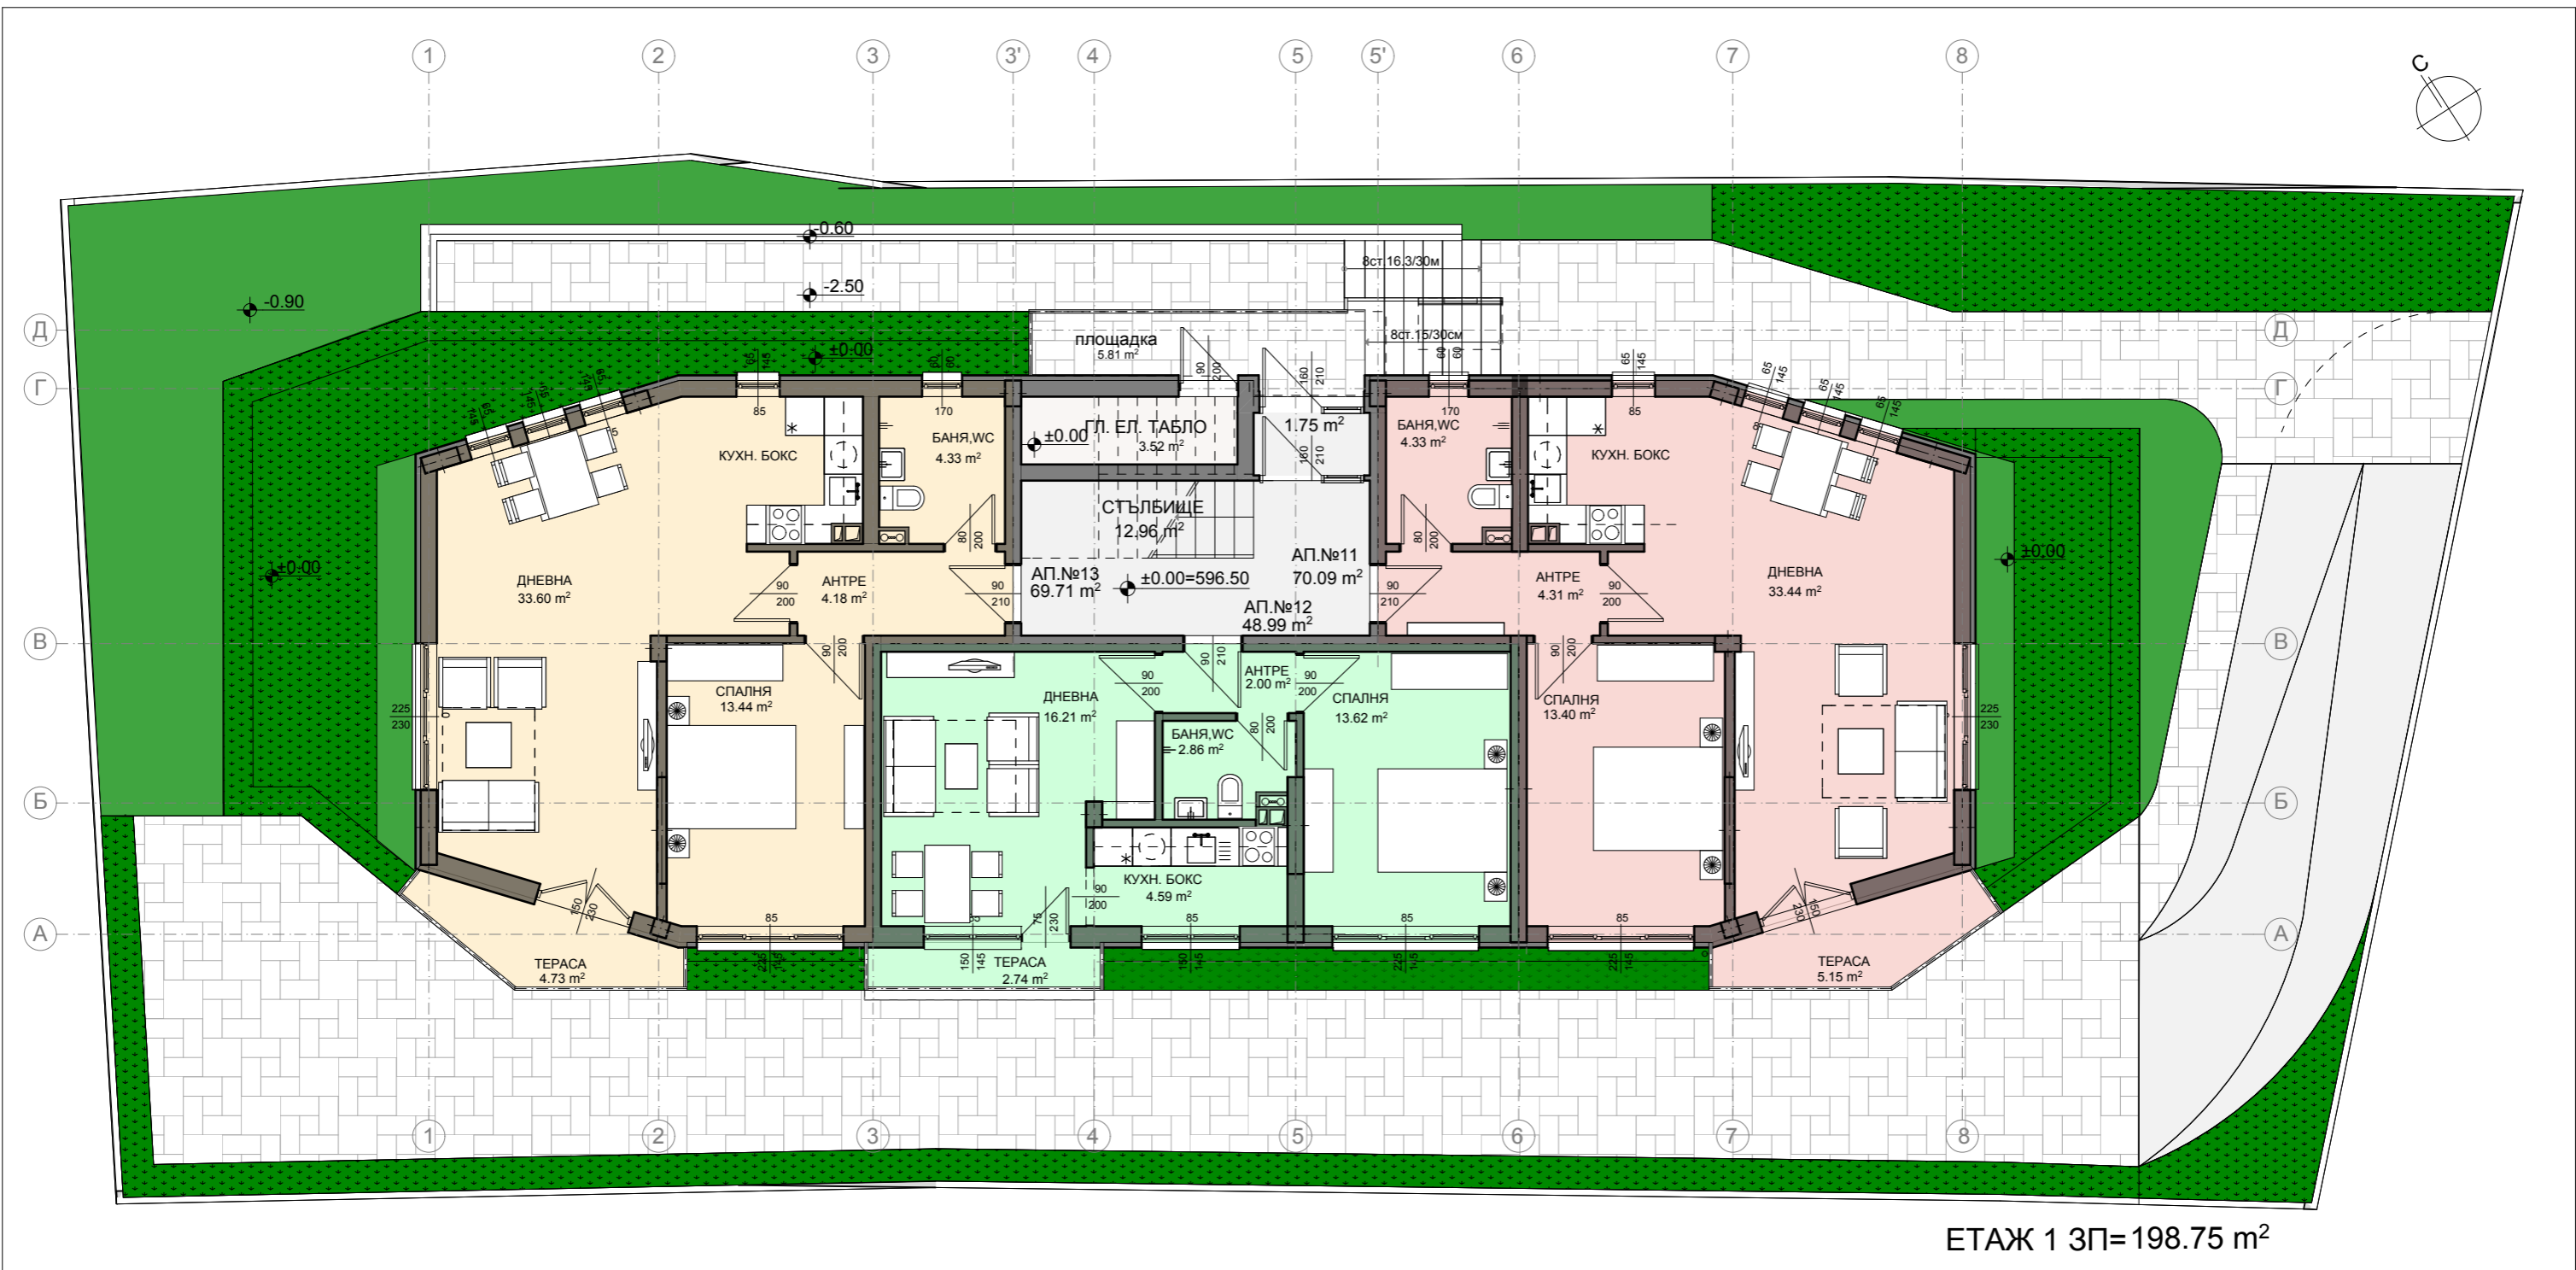 1 2 3 3' 4 5 5' 6 7 8
С
-0.60
-2.50
-0.90
8ст.16.3/30м
8ст.15/30см
Д
Д
площадка
5.81 m²
±0.00
Г
Г
КУХН. БОКС
БАНЯ,WC
4.33 m²
±0.00
ГЛ. ЕЛ. ТАБЛО
3.52 m²
1.75 m²
БАНЯ,WC
4.33 m²
КУХН. БОКС
СТЪЛБИЩЕ
12.96 m²
±0.00
ДНЕВНА
33.60 m²
АНТРЕ
4.18 m²
АП.№13
69.71 m²
±0.00=596.50
АП.№11
70.09 m²
АП.№12
48.99 m²
АНТРЕ
4.31 m²
ДНЕВНА
33.44 m²
±0.00
В
В
СПАЛНЯ
13.44 m²
ДНЕВНА
16.21 m²
АНТРЕ
2.00 m²
СПАЛНЯ
13.62 m²
СПАЛНЯ
13.40 m²
БАНЯ,WC
2.86 m²
225
230
225
230
Б
Б
КУХН. БОКС
4.59 m²
А
А
ТЕРАСА
4.73 m²
ТЕРАСА
2.74 m²
ТЕРАСА
5.15 m²
1 2 3 4 5 6 7 8
ЕТАЖ 1 ЗП=198.75 m²